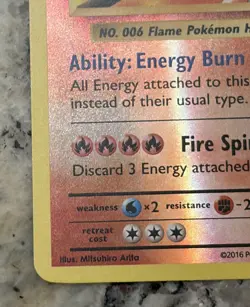 NO. 006 Flame Pokémon H
Ability: Energy Burn
All Energy attached to this
instead of their usual type.
Fire Spi
Discard 3 Energy attached
weakness ×2 resistance -2
retreat
cost
Illus. Mitsuhiro Arita
©2016 P